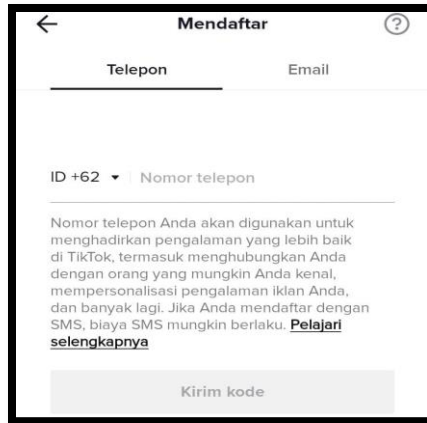 Mendaftar
Telepon Email
ID +62 Nomor telepon
Nomor telepon Anda akan digunakan untuk
menghadirkan pengalaman yang lebih baik
di TikTok, termasuk menghubungkan Anda
dengan orang yang mungkin Anda kenal,
mempersonalisasi pengalaman iklan Anda,
dan banyak lagi. Jika Anda mendaftar dengan
SMS, biaya SMS mungkin berlaku. Pelajari
selengkapnya
Kirim kode